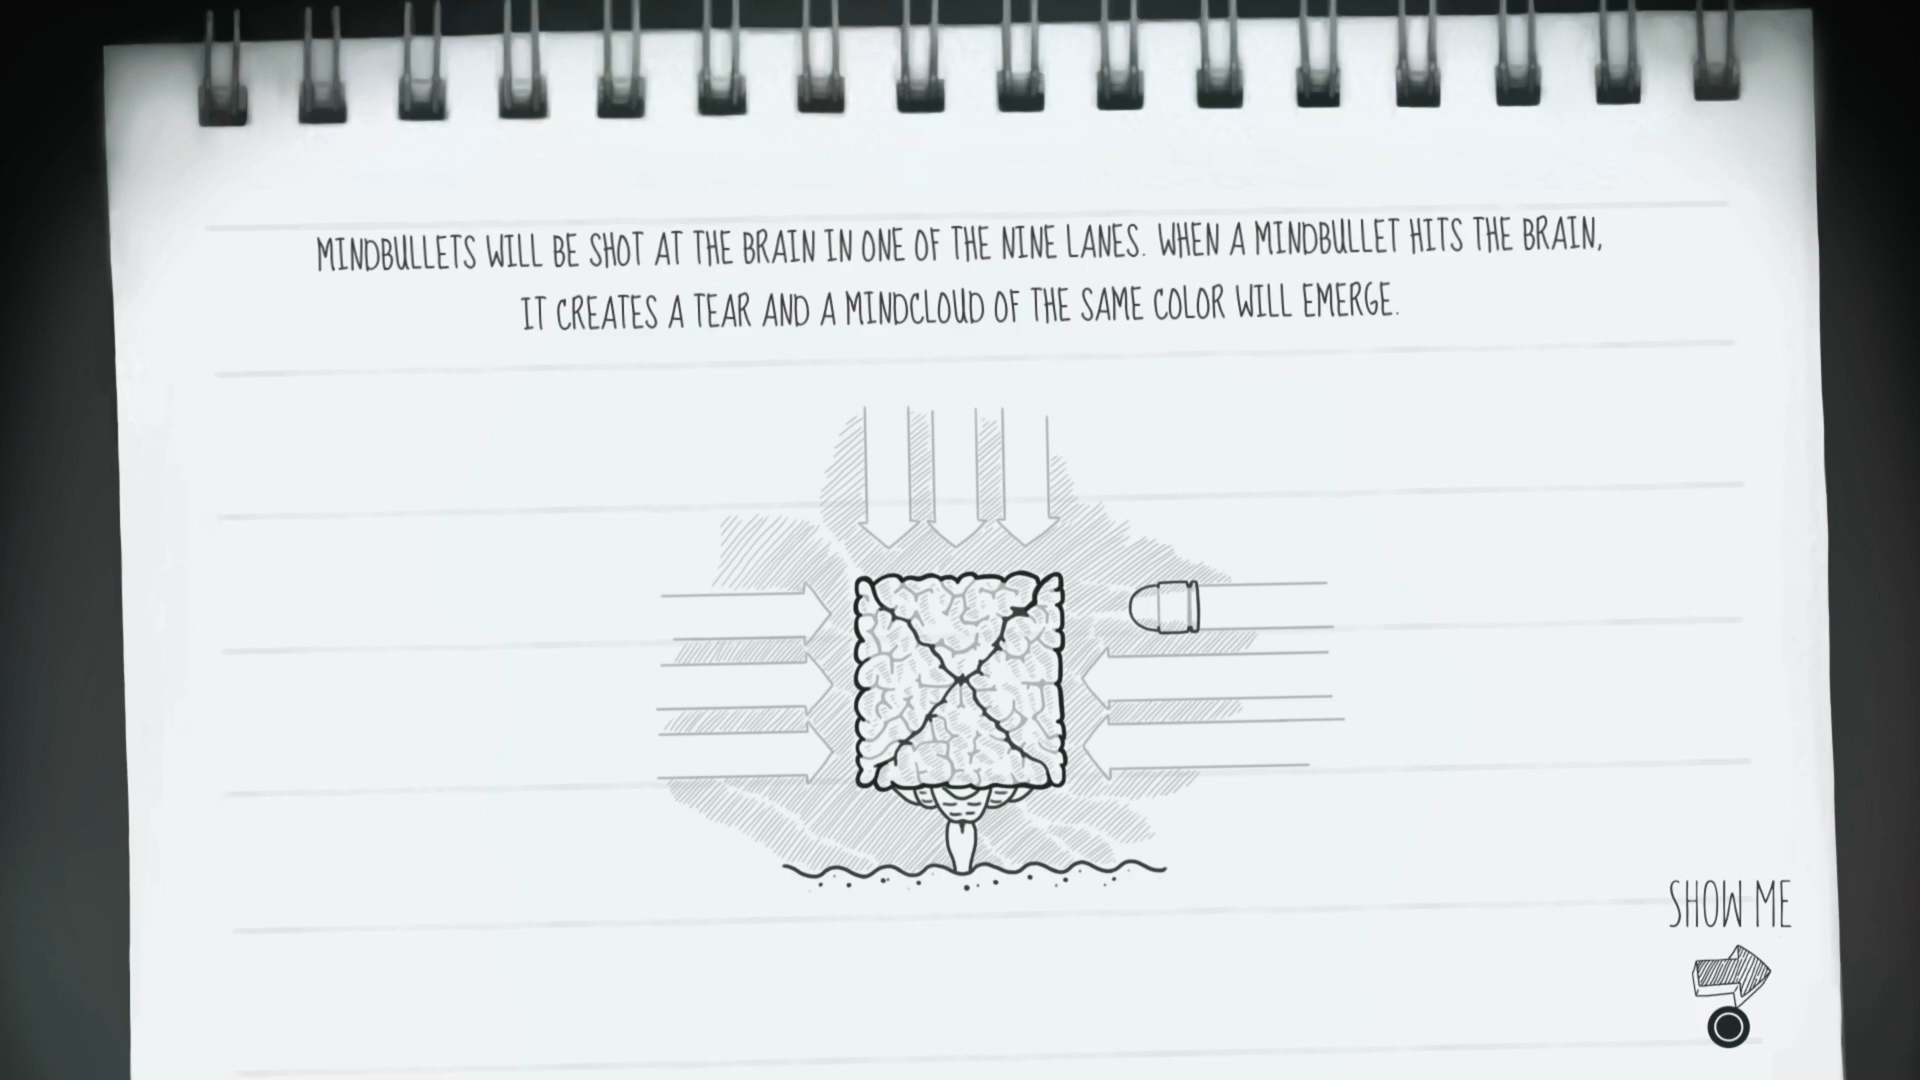 MINDBULLETS WILL BE SHOT AT THE BRAIN IN ONE OF THE NINE LANES. WHEN A MINDBULLET HITS THE BRAIN,
IT CREATES A TEAR AND A MINDCLOUD OF THE SAME COLOR WILL EMERGE.
SHOW ME